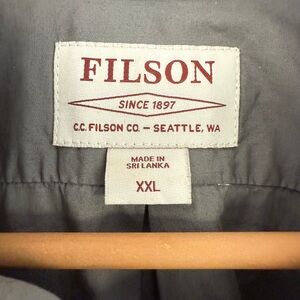 FILSON
SINCE 1897
C.C. FILSON CO. – SEATTLE, WA
MADE IN
SRI LANKA
XXL